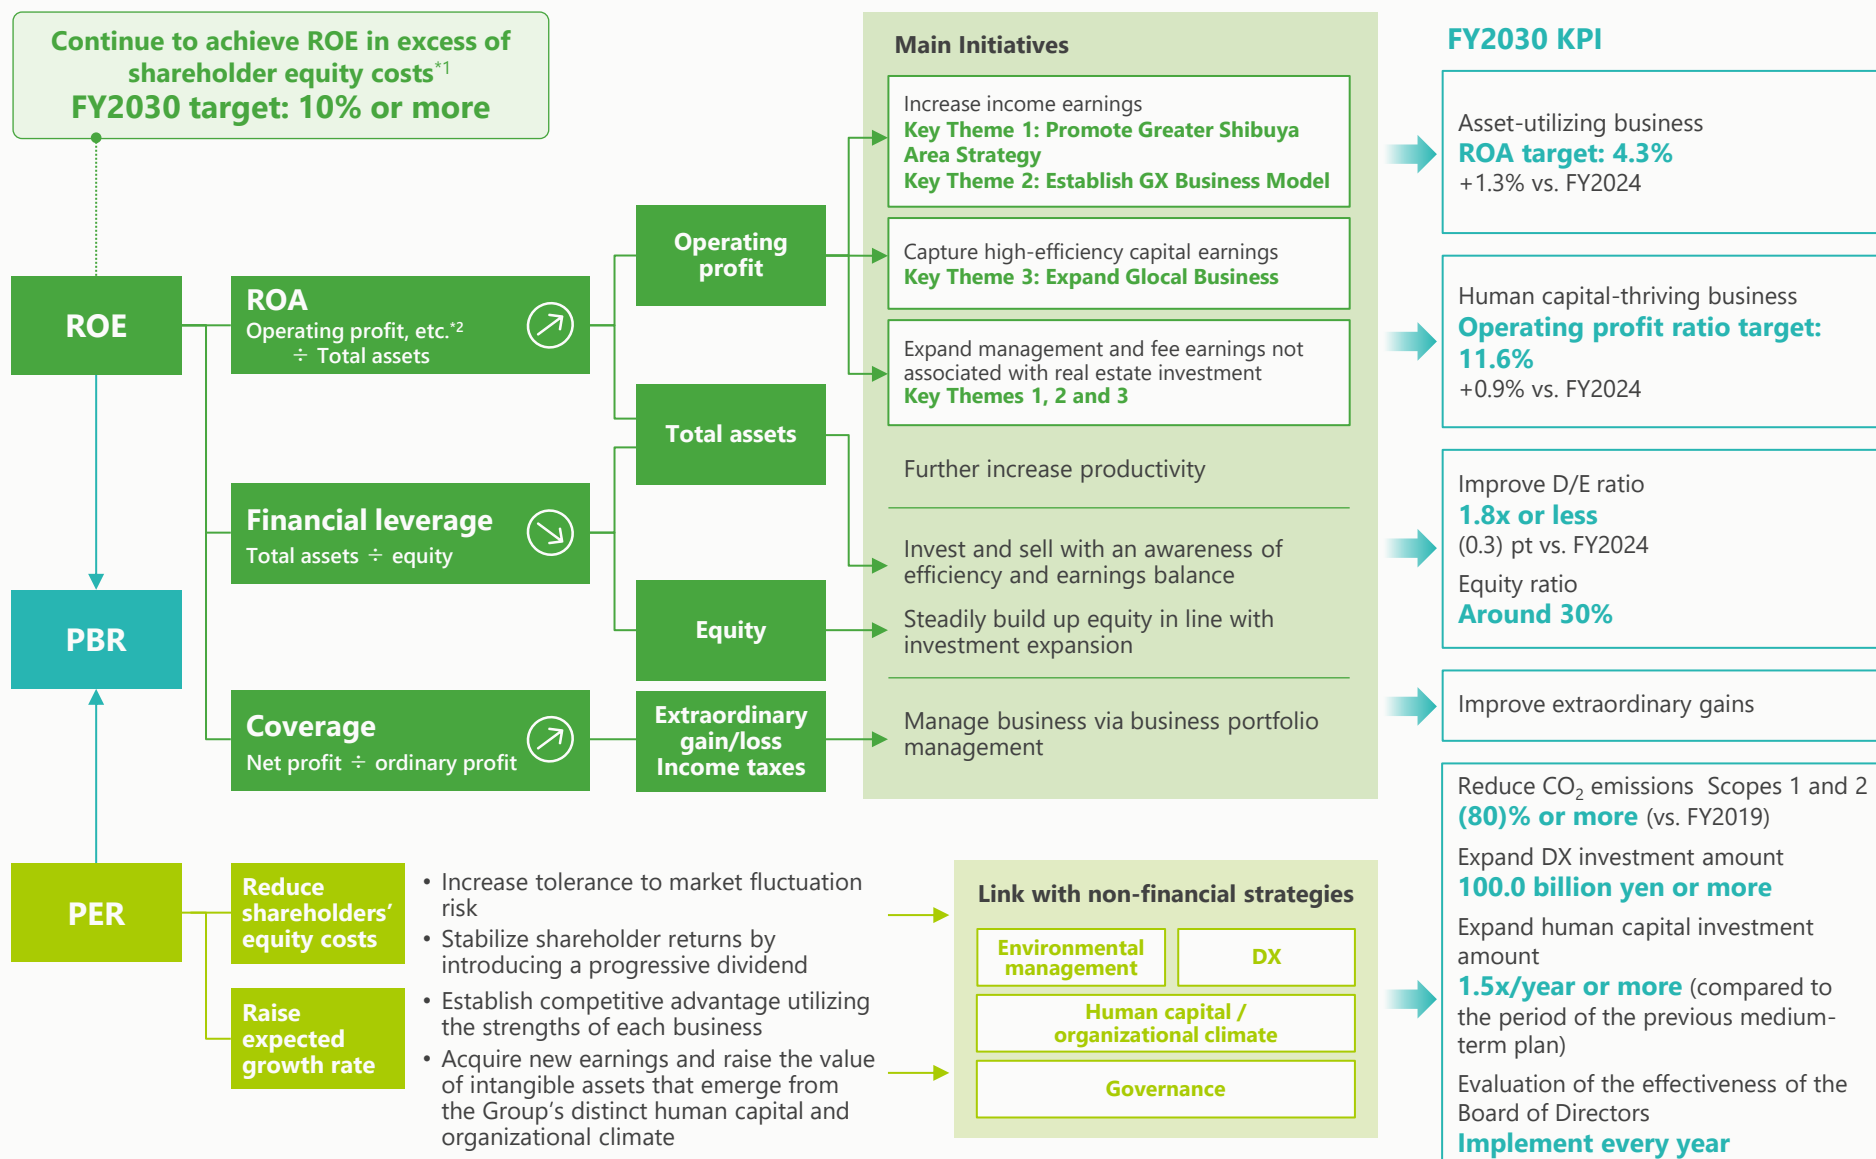 Continue to achieve ROE in excess of
shareholder equity costs*1
FY2030 target: 10% or more
ROE
PBR
PER
ROA
Operating profit, etc.*2
÷ Total assets
Financial leverage
Total assets ÷ equity
Coverage
Net profit ÷ ordinary profit
Operating
profit
Total assets
Equity
Extraordinary
gain/loss
Income taxes
Main Initiatives
Increase income earnings
Key Theme 1: Promote Greater Shibuya
Area Strategy
Key Theme 2: Establish GX Business Model
Capture high-efficiency capital earnings
Key Theme 3: Expand Glocal Business
Expand management and fee earnings not
associated with real estate investment
Key Themes 1, 2 and 3
Further increase productivity
Invest and sell with an awareness of
efficiency and earnings balance
Steadily build up equity in line with
investment expansion
Manage business via business portfolio
management
FY2030 KPI
Asset-utilizing business
ROA target: 4.3%
+1.3% vs. FY2024
Human capital-thriving business
Operating profit ratio target:
11.6%
+0.9% vs. FY2024
Improve D/E ratio
1.8x or less
(0.3) pt vs. FY2024
Equity ratio
Around 30%
Improve extraordinary gains
Reduce CO2 emissions Scopes 1 and 2
(80)% or more (vs. FY2019)
Expand DX investment amount
100.0 billion yen or more
Expand human capital investment
amount
1.5x/year or more (compared to
the period of the previous medium-
term plan)
Evaluation of the effectiveness of the
Board of Directors
Implement every year
Reduce
shareholders'
equity costs
Raise
expected
growth rate
• Increase tolerance to market fluctuation
risk
• Stabilize shareholder returns by
introducing a progressive dividend
• Establish competitive advantage utilizing
the strengths of each business
• Acquire new earnings and raise the value
of intangible assets that emerge from
the Group's distinct human capital and
organizational climate
Link with non-financial strategies
Environmental
management
DX
Human capital /
organizational climate
Governance